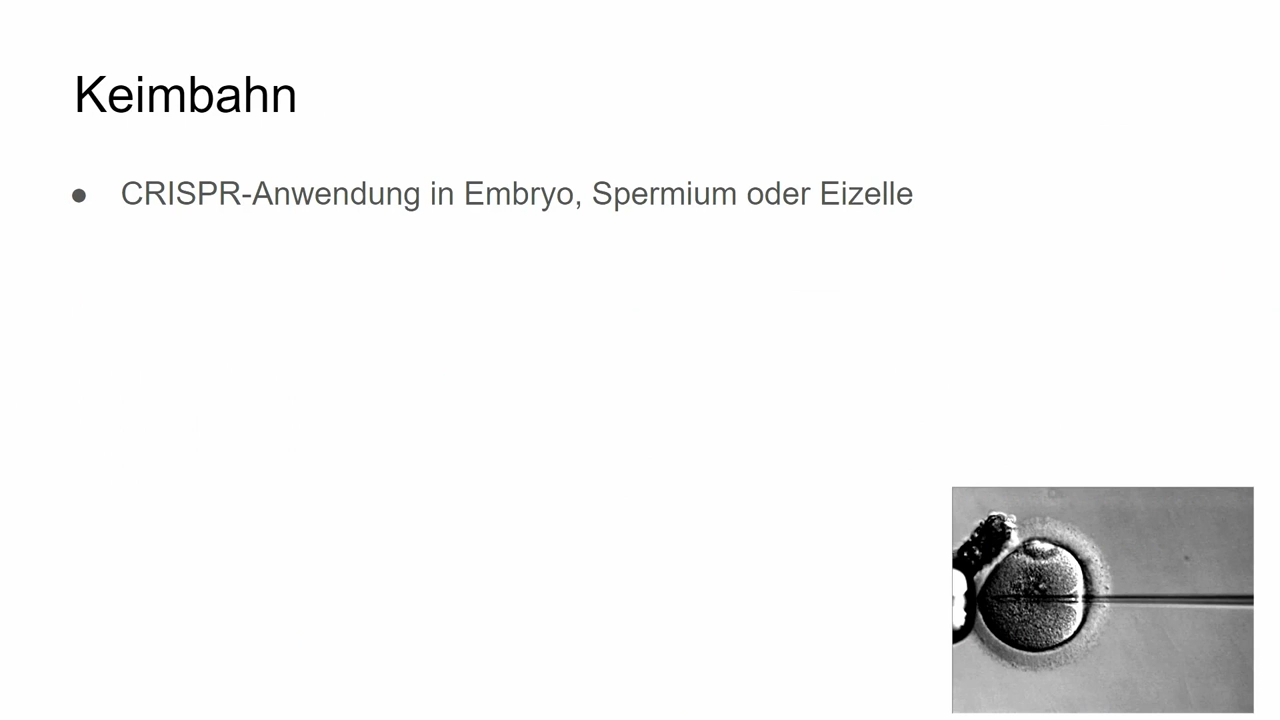 Keimbahn
● CRISPR-Anwendung in Embryo, Spermium oder Eizelle